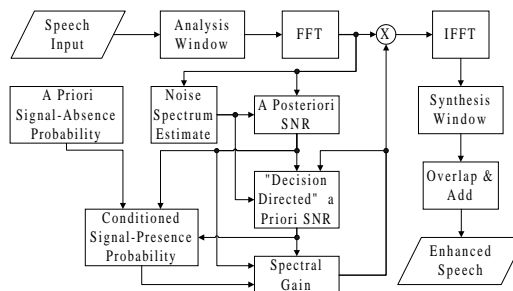 Speech
Input
Analysis
Window
FFT
X
IFFT
A Priori
Signal-Absence
Probability
Noise
Spectrum
Estimate
A Posteriori
SNR
Synthesis
Window
"Decision
Directed" a
Priori SNR
Overlap &
Add
Conditioned
Signal-Presence
Probability
Spectral
Gain
Enhanced
Speech